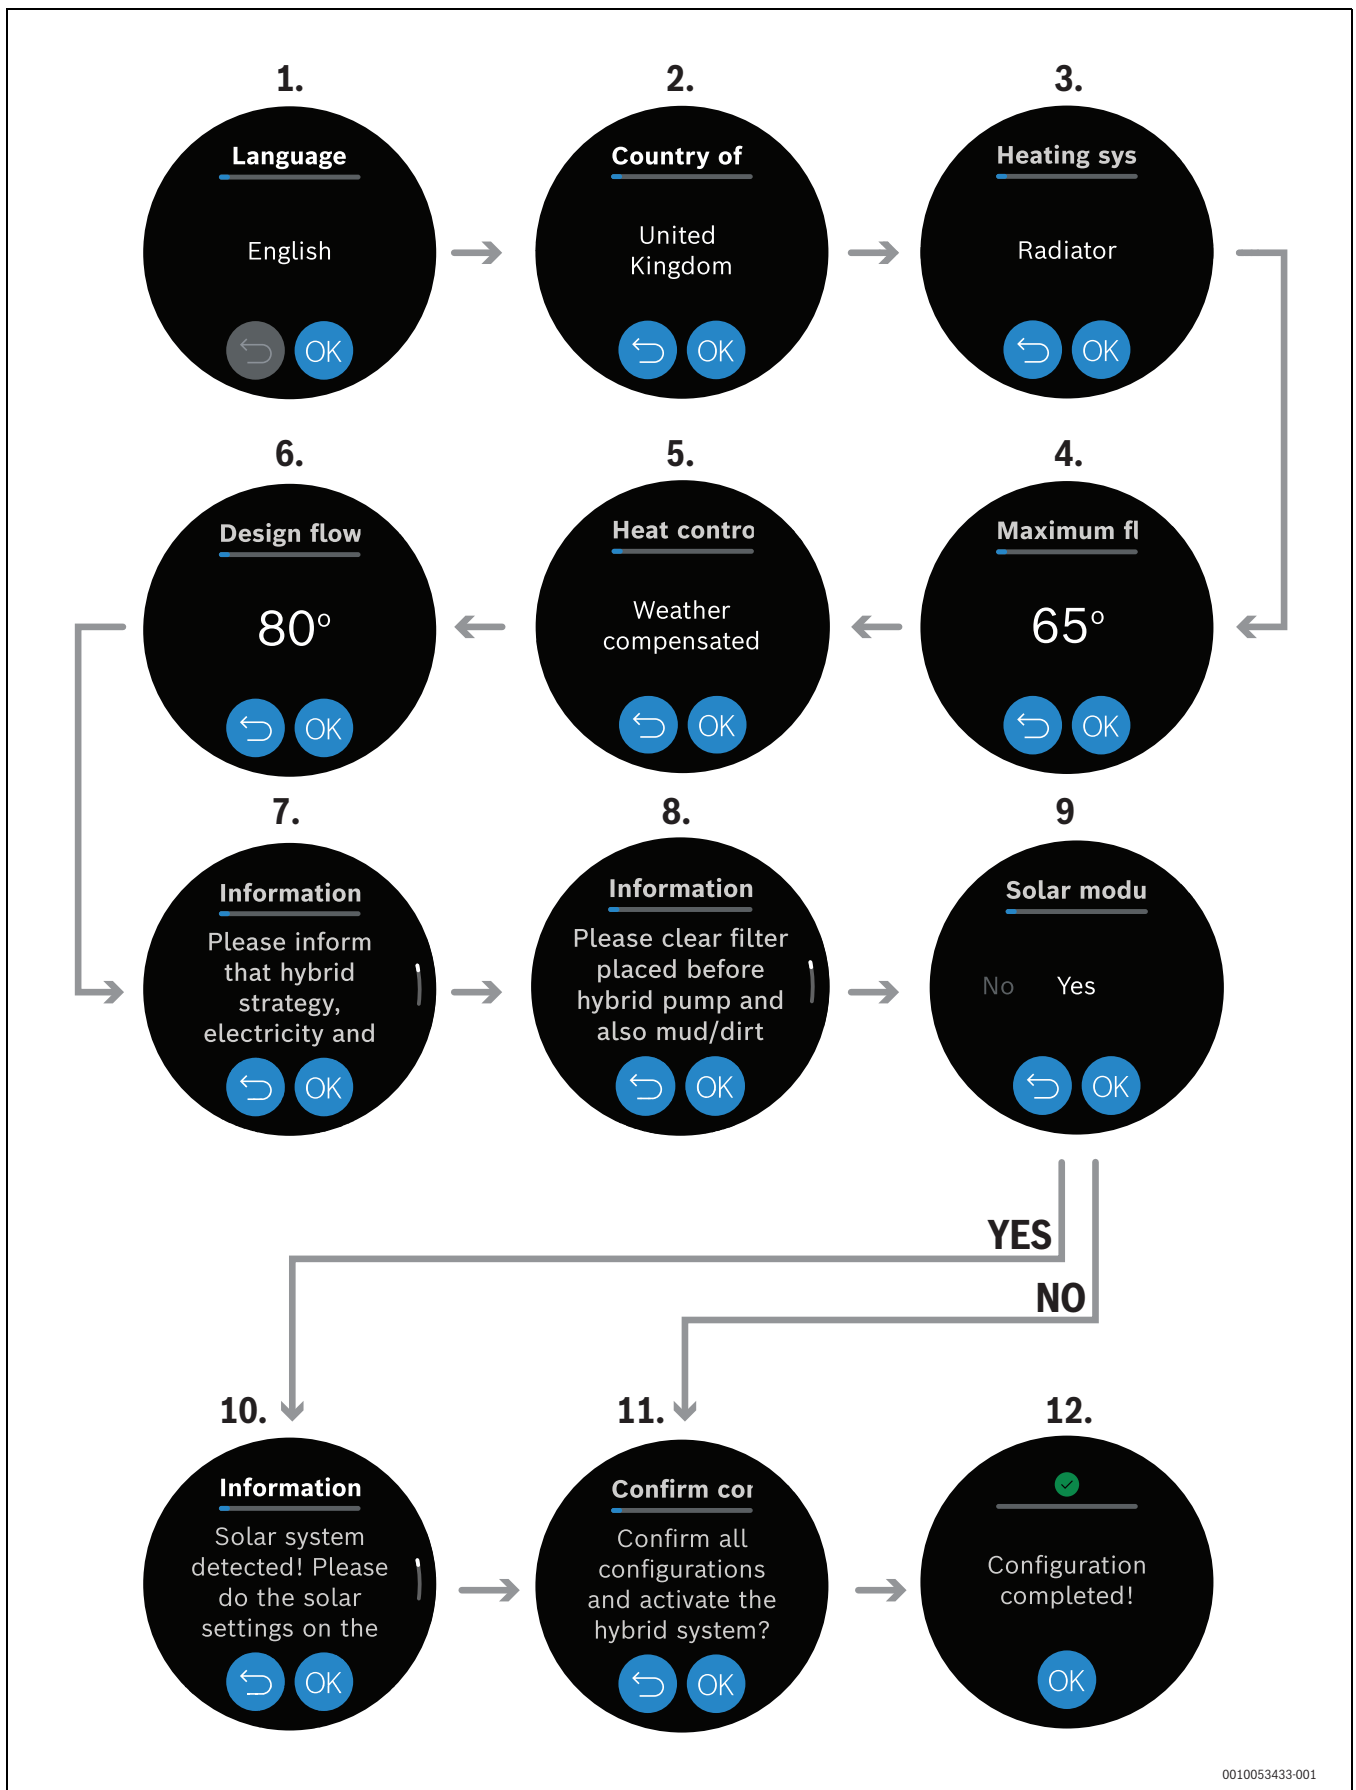 1.
Language
English
OK
2.
Country of
United
Kingdom
OK
3.
Heating sys
Radiator
OK
4.
Maximum fl
65°
OK
5.
Heat contro
Weather
compensated
OK
6.
Design flow
80°
OK
7.
Information
Please inform
that hybrid
strategy,
electricity and
OK
8.
Information
Please clear filter
placed before
hybrid pump and
also mud/dirt
OK
9
Solar modu
No Yes
OK
YES
NO
10.
Information
Solar system
detected! Please
do the solar
settings on the
OK
11.
Confirm cor
Confirm all
configurations
and activate the
hybrid system?
OK
12.
Configuration
completed!
OK
0010053433-001